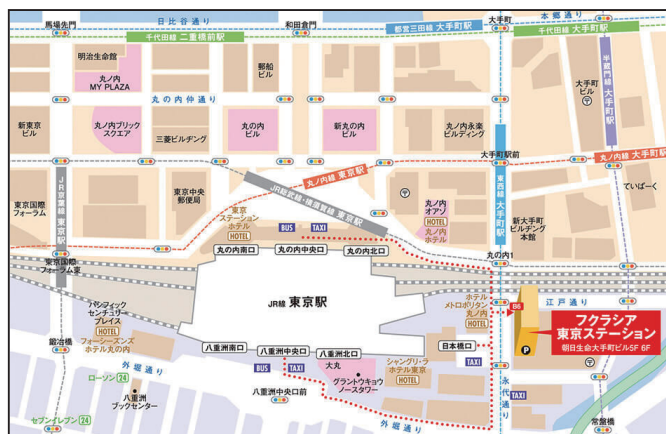 日比谷通り
馬場先門
和田倉門
大手町
本郷通り
都営三田線 大手町駅
千代田線 二重橋前駅
千代田線 大手町駅
明治生命館
丸ノ内
MY PLAZA
郵船
ビル
大手町
ビル
半蔵門線 大手町駅
丸の内仲通り
新東京
ビル
丸ノ内ブリック
スクエア
三菱ビルヂング
丸の内
ビル
新丸の内
ビル
丸ノ内永楽
ビルディング
大手町駅前
丸ノ内線 大手町駅
丸ノ内線 東京駅
JR京葉線 東京駅
JR総武線・横須賀線 東京駅
東西線 大手町駅
東京国際
フォーラム
東京中央
郵便局
東京
ステーション
ホテル
HOTEL
BUS
TAXI
丸ノ内
オアゾ
HOTEL
丸ノ内
ホテル
新大手町
ビルヂング
本館
ていぱーく
丸の内南口
丸の内中央口
丸の内北口
丸の内1
東京国際
フォーラム東
JR線 東京駅
江戸通り
パシフィック
センチュリー
プレイス
HOTEL
フォーシーズンズ
ホテル丸の内
ホテル
メトロポリタン
丸ノ内
HOTEL
B6
フクラシア
東京ステーション
朝日生命大手町ビル5F 6F
P
鍛冶橋
外堀通り
八重洲南口
八重洲中央口
八重洲北口
日本橋口
BUS
TAXI
TAXI
TAXI
大丸
シャングリ・ラ
ホテル東京
HOTEL
グラントウキョウ
ノースタワー
ローソン 24
八重洲
ブックセンター
八重洲中央口前
セブンイレブン 24
外堀通り
永代通り
常盤橋